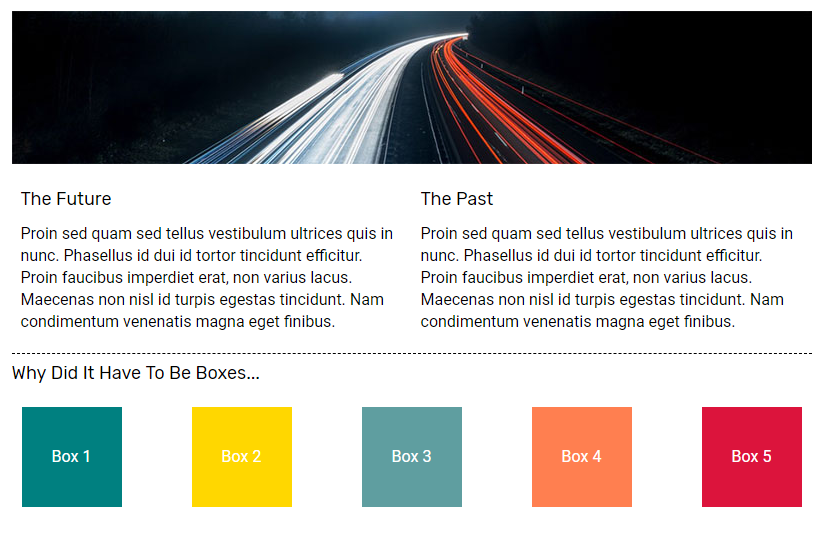 The Future
Proin sed quam sed tellus vestibulum ultrices quis in
nunc. Phasellus id dui id tortor tincidunt efficitur.
Proin faucibus imperdiet erat, non varius lacus.
Maecenas non nisl id turpis egestas tincidunt. Nam
condimentum venenatis magna eget finibus.
The Past
Proin sed quam sed tellus vestibulum ultrices quis in
nunc. Phasellus id dui id tortor tincidunt efficitur.
Proin faucibus imperdiet erat, non varius lacus.
Maecenas non nisl id turpis egestas tincidunt. Nam
condimentum venenatis magna eget finibus.
Why Did It Have To Be Boxes...
Box 1
Box 2
Box 3
Box 4
Box 5